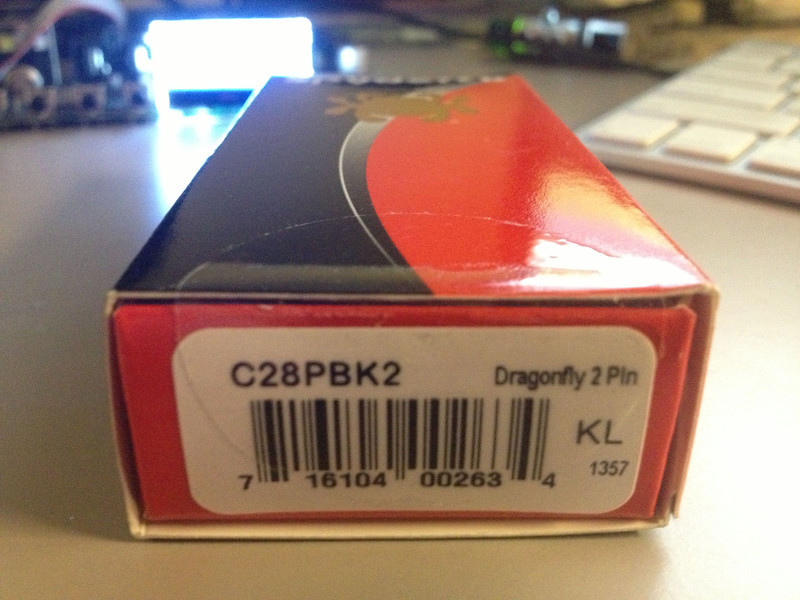 C28PBK2
Dragonfly 2 Pin
KL
1357
7 16104 00263 4